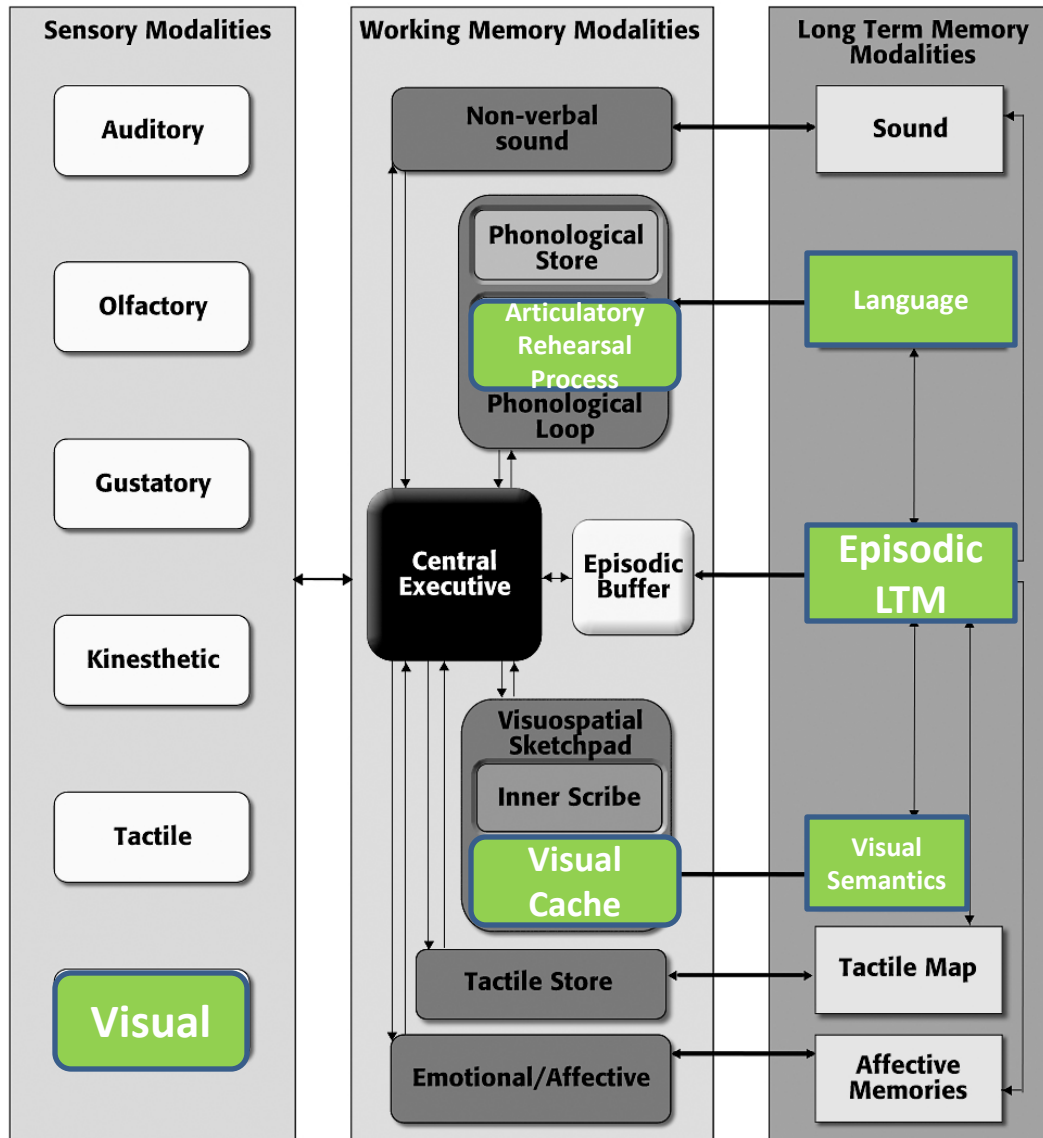 Sensory Modalities
Auditory
Olfactory
Gustatory
Kinesthetic
Tactile
Visual
Working Memory Modalities
Non-verbal
sound
Phonological
Store
Articulatory
Rehearsal
Process
Phonological
Loop
Central
Executive
Episodic
Buffer
Visuospatial
Sketchpad
Inner Scribe
Visual
Cache
Tactile Store
Emotional/Affective
Long Term Memory
Modalities
Sound
Language
Episodic
LTM
Visual
Semantics
Tactile Map
Affective
Memories